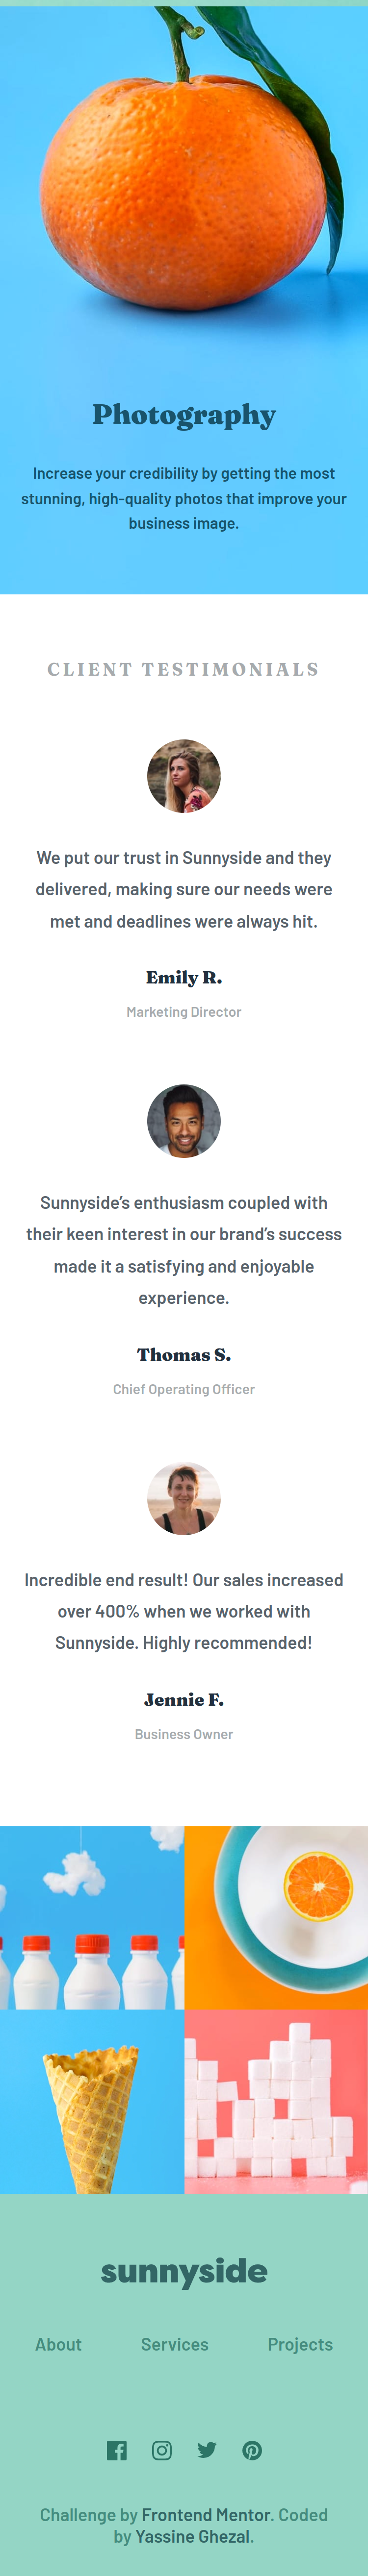 Photography
Increase your credibility by getting the most
stunning, high-quality photos that improve your
business image.
CLIENT TESTIMONIALS
We put our trust in Sunnyside and they
delivered, making sure our needs were
met and deadlines were always hit.
Emily R.
Marketing Director
Sunnyside’s enthusiasm coupled with
their keen interest in our brand’s success
made it a satisfying and enjoyable
experience.
Thomas S.
Chief Operating Officer
Incredible end result! Our sales increased
over 400% when we worked with
Sunnyside. Highly recommended!
Jennie F.
Business Owner
sunnyside
About Services Projects
Challenge by Frontend Mentor. Coded
by Yassine Ghezal.